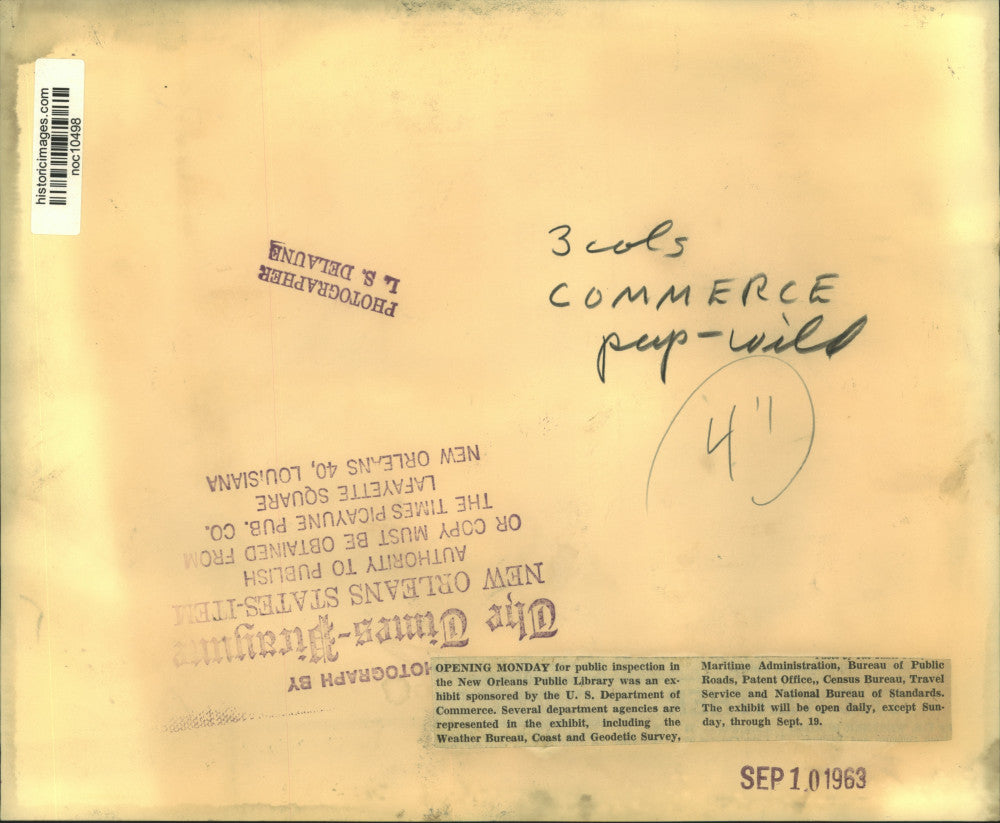 historicimages.com
noc10498
PHOTOGRAPHER
L. S. DELAUNE
3 cols
COMMERCE
pup-wild
4"
PHOTOGRAPH BY
The Times-Picayune
NEW ORLEANS STATES-ITEM
AUTHORITY TO PUBLISH
OR COPY MUST BE OBTAINED FROM
THE TIMES PICAYUNE PUB. CO.
LAFAYETTE SQUARE
NEW ORLEANS 40, LOUISIANA
OPENING MONDAY for public inspection in
the New Orleans Public Library was an ex-
hibit sponsored by the U. S. Department of
Commerce. Several department agencies are
represented in the exhibit, including the
Weather Bureau, Coast and Geodetic Survey,
Maritime Administration, Bureau of Public
Roads, Patent Office,, Census Bureau, Travel
Service and National Bureau of Standards.
The exhibit will be open daily, except Sun-
day, through Sept. 19.
SEP 10 1963